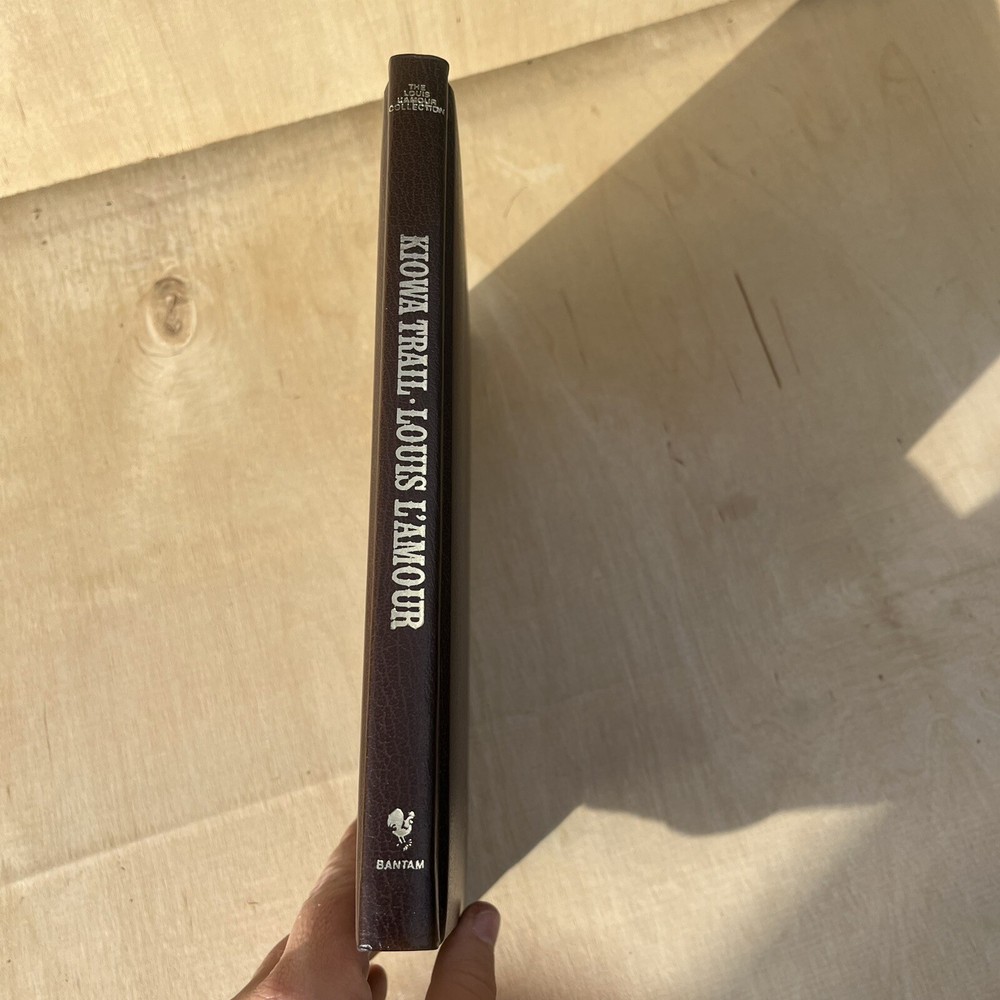 THE
LOUIS
L'AMOUR
COLLECTION
KIOWA TRAIL · LOUIS L'AMOUR
BANTAM